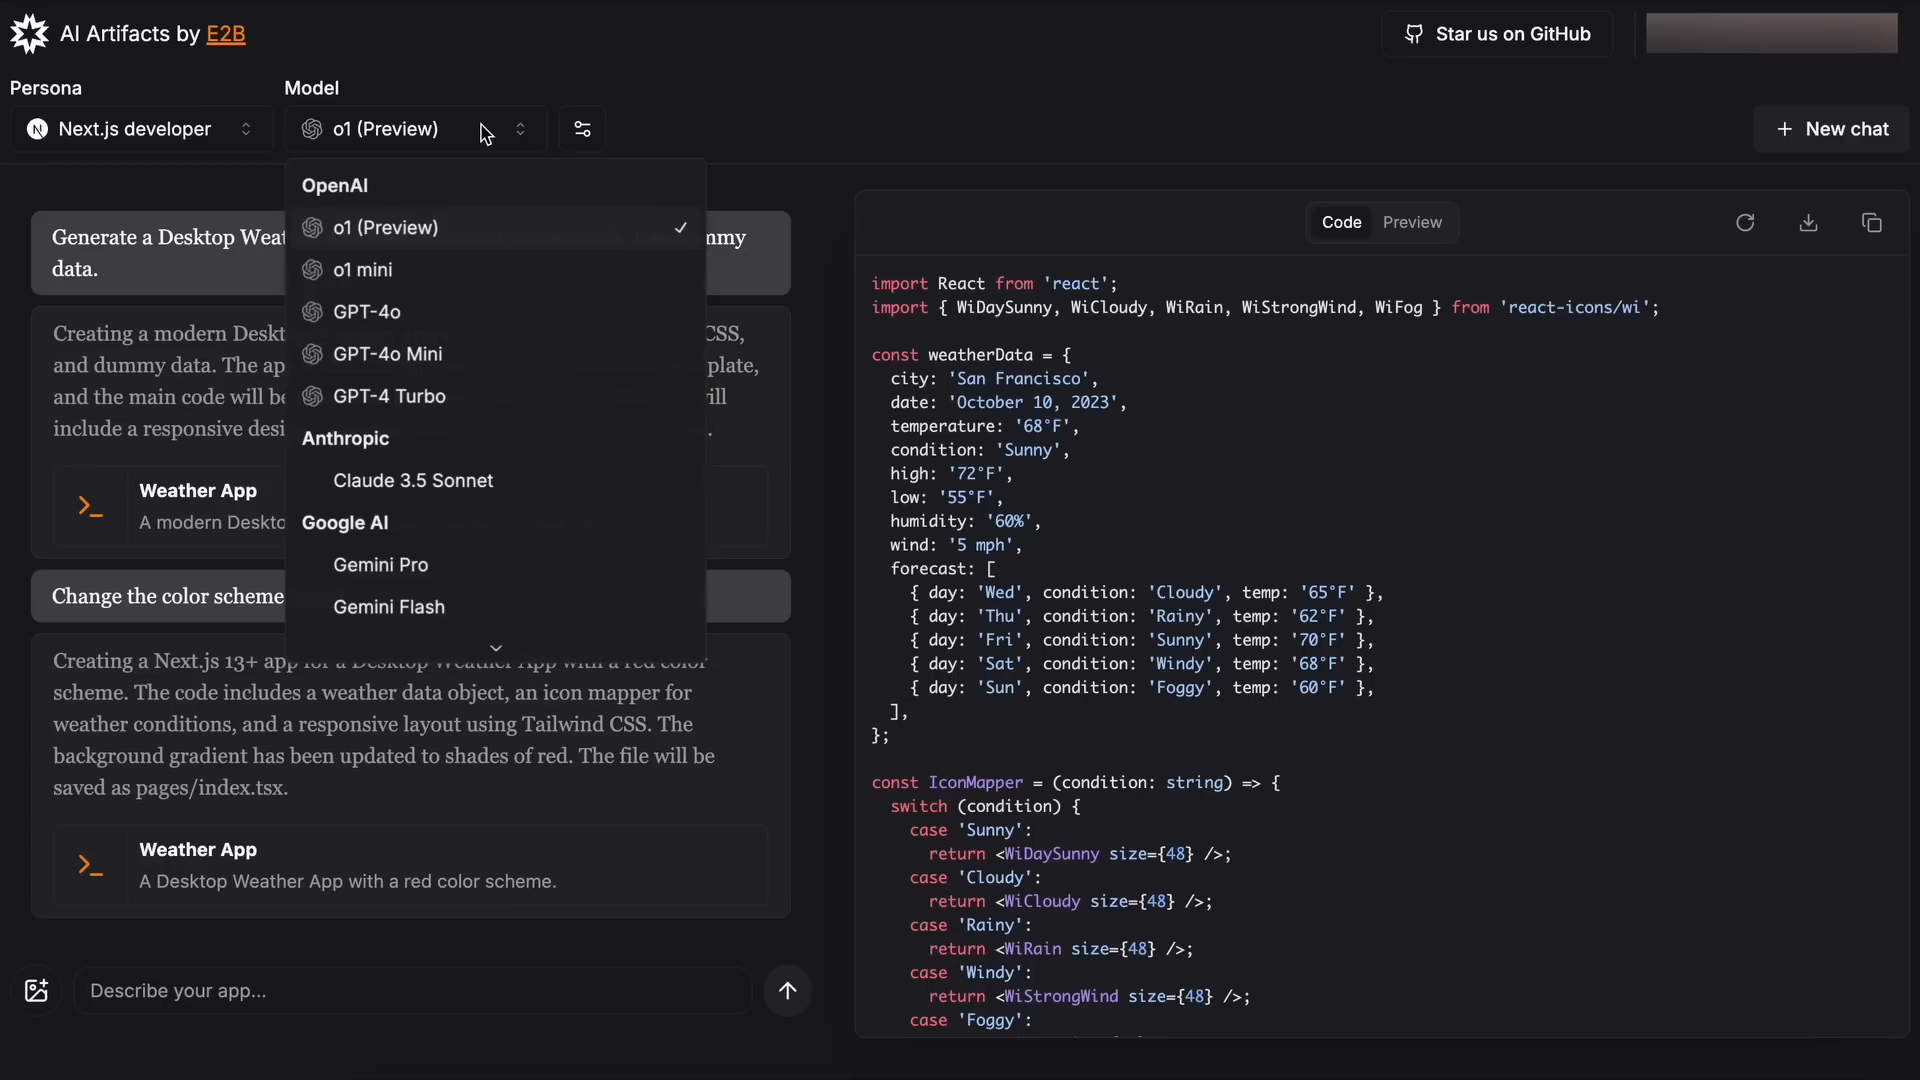 AI Artifacts by E2B
Star us on GitHub
Persona
Model
N Next.js developer
o1 (Preview)
New chat
OpenAI
o1 (Preview)
o1 mini
GPT-4o
GPT-4o Mini
GPT-4 Turbo
Anthropic
Claude 3.5 Sonnet
Google AI
Gemini Pro
Gemini Flash
Generate a Desktop mmy
data.
Creating a modern CSS,
and dummy data. The plate,
and the main code will
include a responsive
Weather App
A modern
Change the color scheme
Creating a Next.js 13+ app for a Desktop Weather App with a red color
scheme. The code includes a weather data object, an icon mapper for
weather conditions, and a responsive layout using Tailwind CSS. The
background gradient has been updated to shades of red. The file will be
saved as pages/index.tsx.
Weather App
A Desktop Weather App with a red color scheme.
Describe your app...
Code
Preview
import React from 'react';
import { WiDaySunny, WiCloudy, WiRain, WiStrongWind, WiFog } from 'react-icons/wi';
const weatherData = {
city: 'San Francisco',
date: 'October 10, 2023',
temperature: '68°F',
condition: 'Sunny',
high: '72°F',
low: '55°F',
humidity: '60%',
wind: '5 mph',
forecast: [
{ day: 'Wed', condition: 'Cloudy', temp: '65°F' },
{ day: 'Thu', condition: 'Rainy', temp: '62°F' },
{ day: 'Fri', condition: 'Sunny', temp: '70°F' },
{ day: 'Sat', condition: 'Windy', temp: '68°F' },
{ day: 'Sun', condition: 'Foggy', temp: '60°F' },
],
};
const IconMapper = (condition: string) => {
switch (condition) {
case 'Sunny':
return <WiDaySunny size={48} />;
case 'Cloudy':
return <WiCloudy size={48} />;
case 'Rainy':
return <WiRain size={48} />;
case 'Windy':
return <WiStrongWind size={48} />;
case 'Foggy':